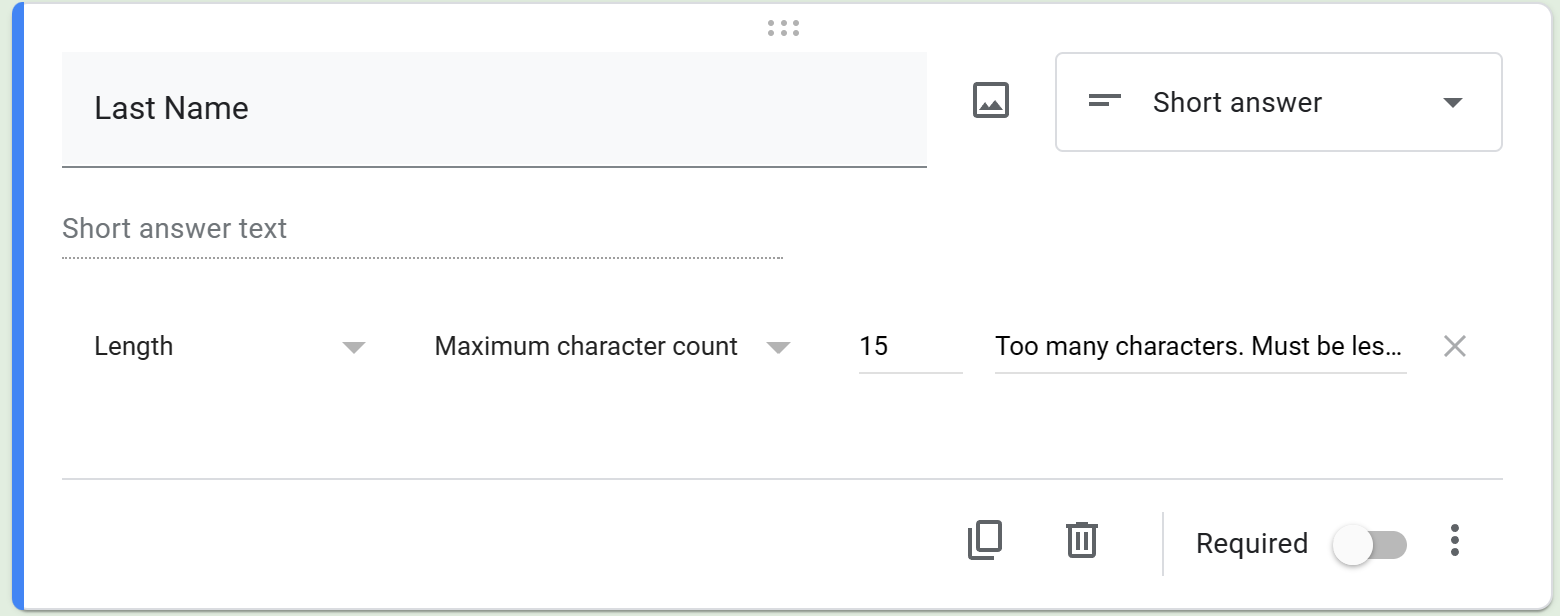 Last Name
Short answer
Short answer text
Length Maximum character count 15 Too many characters. Must be les...
Required